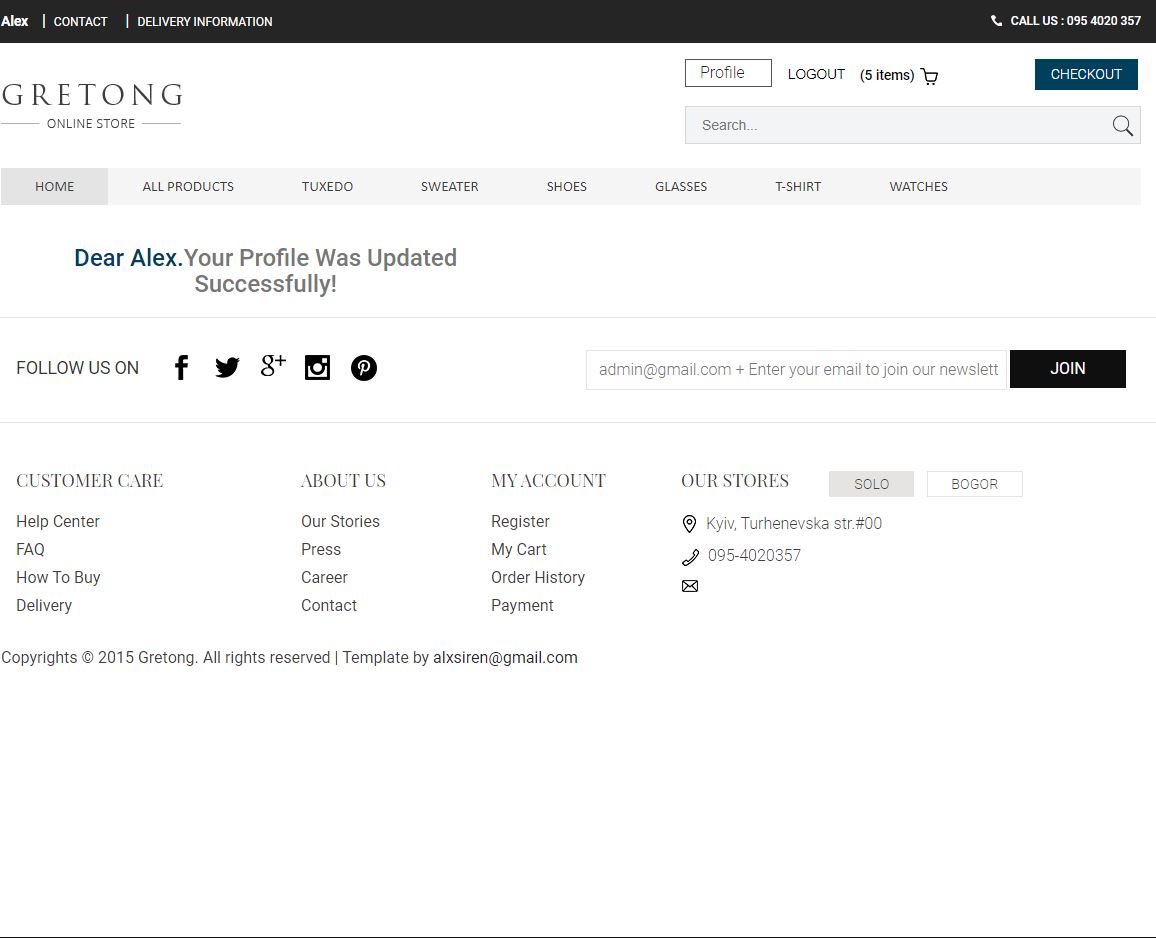 Alex | CONTACT | DELIVERY INFORMATION CALL US : 095 4020 357
Profile LOGOUT (5 items) CHECKOUT
GRETONG
ONLINE STORE
Search...
HOME ALL PRODUCTS TUXEDO SWEATER SHOES GLASSES T-SHIRT WATCHES
Dear Alex.Your Profile Was Updated
Successfully!
FOLLOW US ON admin@gmail.com + Enter your email to join our newslett JOIN
CUSTOMER CARE ABOUT US MY ACCOUNT OUR STORES SOLO BOGOR
Help Center Our Stories Register Kyiv, Turhenevska str.#00
FAQ Press My Cart 095-4020357
How To Buy Career Order History
Delivery Contact Payment
Copyrights © 2015 Gretong. All rights reserved | Template by alxsiren@gmail.com